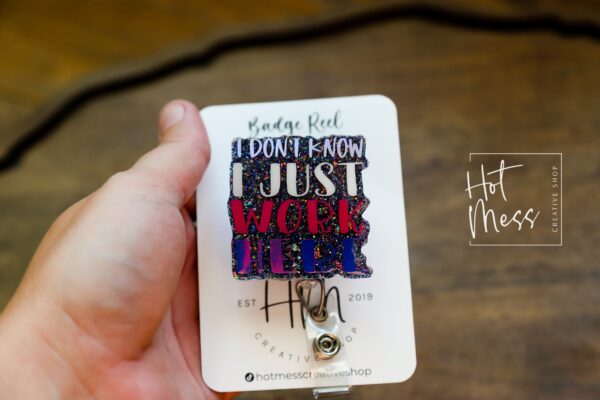 Badge Reel
I DON'T KNOW
I JUST
WORK
HERE
EST Hm 2019
CREATIVE SHOP
hotmesscreativeshop
Hot
Mess
CREATIVE SHOP